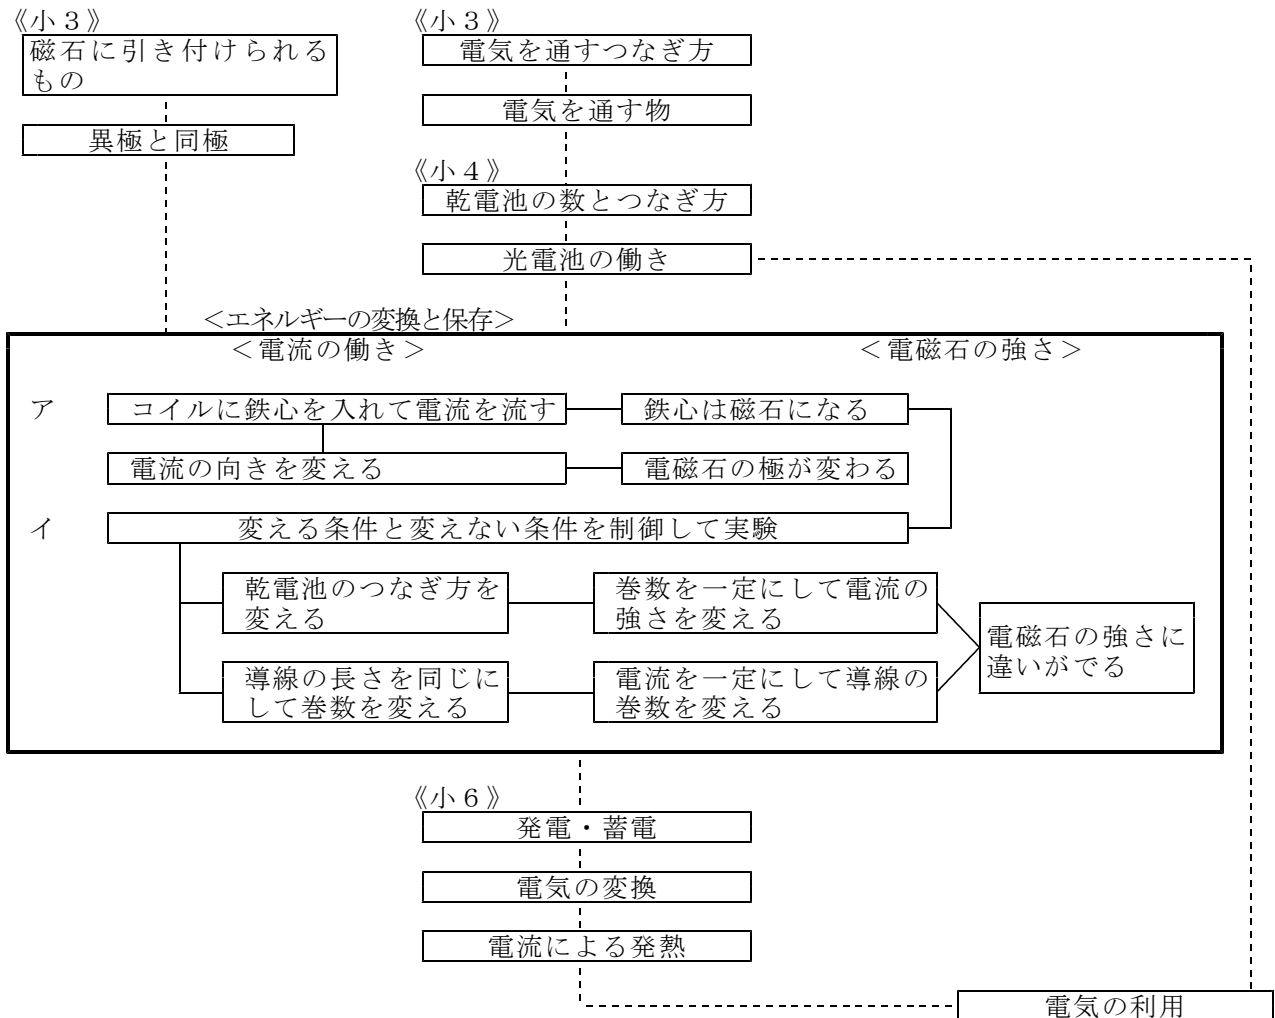 《小３》
磁石に引き付けられる
もの
異極と同極
《小３》
電気を通すつなぎ方
電気を通す物
《小４》
乾電池の数とつなぎ方
光電池の働き
＜エネルギーの変換と保存＞
＜電流の働き＞
＜電磁石の強さ＞
ア
コイルに鉄心を入れて電流を流す
鉄心は磁石になる
電流の向きを変える
電磁石の極が変わる
イ
変える条件と変えない条件を制御して実験
乾電池のつなぎ方を
変える
巻数を一定にして電流の
強さを変える
導線の長さを同じに
して巻数を変える
電流を一定にして導線の
巻数を変える
電磁石の強さに
違いがでる
《小６》
発電・蓄電
電気の変換
電流による発熱
電気の利用